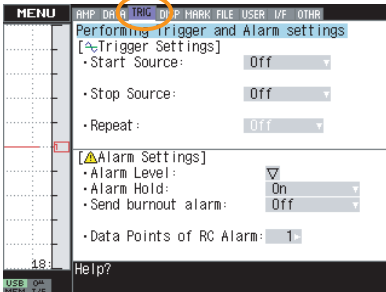 MENU
AMP DATA TRIG DISP MARK FILE USER I/F OTHR
Performing Trigger and Alarm settings
[Trigger Settings]
・Start Source: Off
・Stop Source: Off
・Repeat: Off
[Alarm Settings]
・Alarm Level:
・Alarm Hold: On
・Send burnout alarm: Off
・Data Points of RC Alarm: 1
18:
Help?
USB
MEM I/F